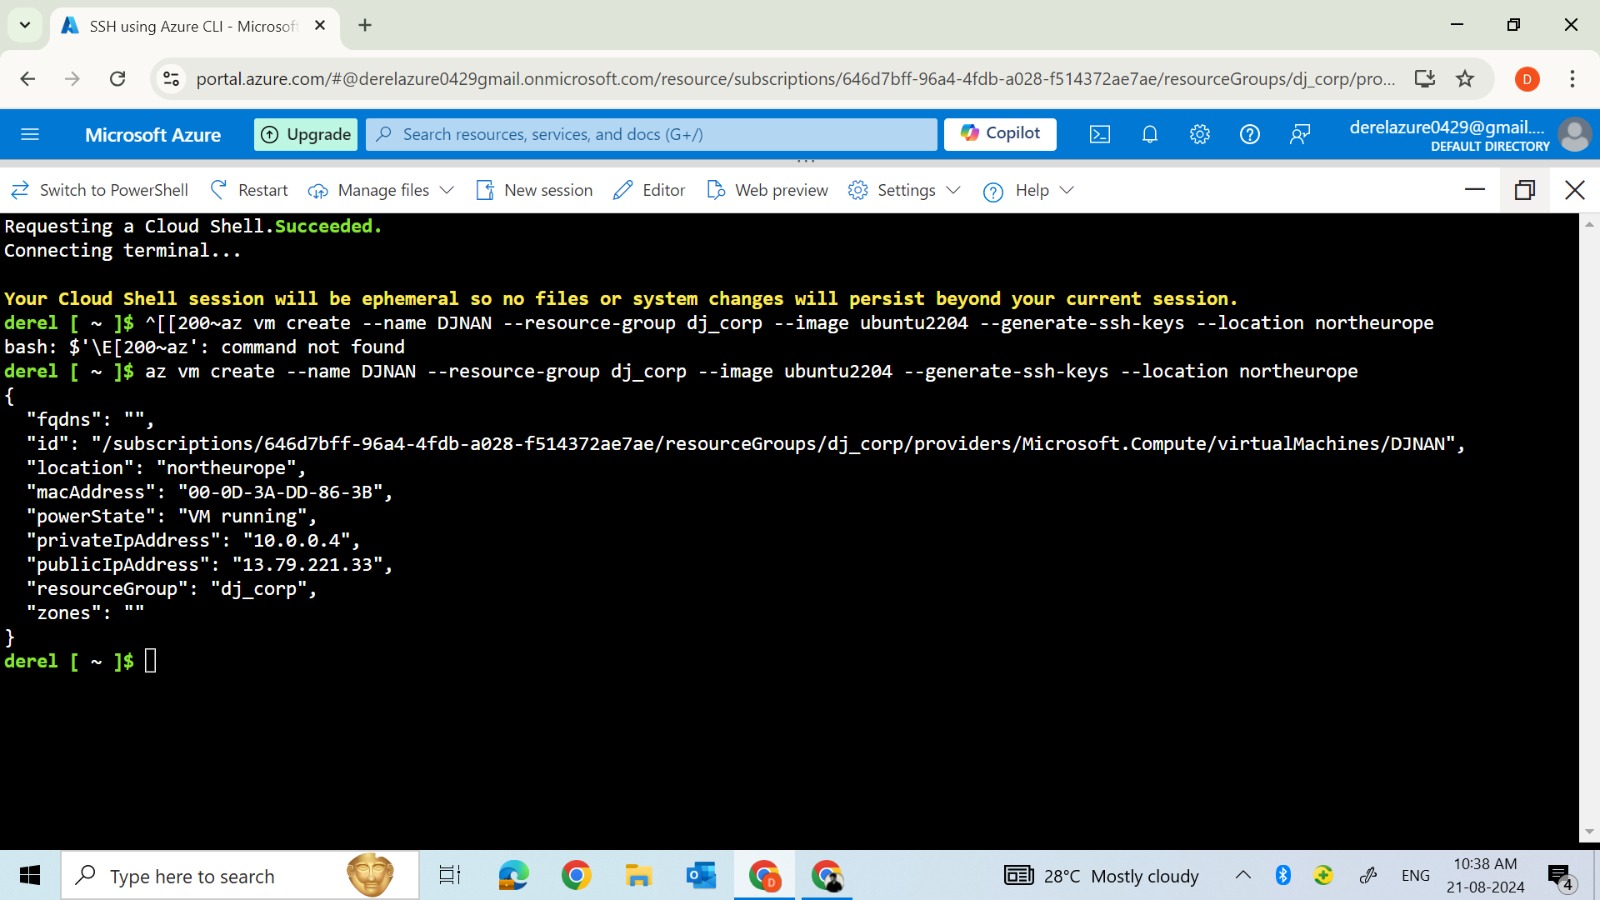 SSH using Azure CLI - Microsof
portal.azure.com/#@derelazure0429gmail.onmicrosoft.com/resource/subscriptions/646d7bff-96a4-4fdb-a028-f514372ae7ae/resourceGroups/dj_corp/pro...
D
Microsoft Azure
Upgrade
Search resources, services, and docs (G+/)
Copilot
derelazure0429@gmail....
DEFAULT DIRECTORY
Switch to PowerShell
Restart
Manage files
New session
Editor
Web preview
Settings
Help
Requesting a Cloud Shell.Succeeded.
Connecting terminal...
Your Cloud Shell session will be ephemeral so no files or system changes will persist beyond your current session.
derel [ ~ ]$ ^[[200~az vm create --name DJNAN --resource-group dj_corp --image ubuntu2204 --generate-ssh-keys --location northeurope
bash: $'\E[200~az': command not found
derel [ ~ ]$ az vm create --name DJNAN --resource-group dj_corp --image ubuntu2204 --generate-ssh-keys --location northeurope
{
"fqdns": "",
"id": "/subscriptions/646d7bff-96a4-4fdb-a028-f514372ae7ae/resourceGroups/dj_corp/providers/Microsoft.Compute/virtualMachines/DJNAN",
"location": "northeurope",
"macAddress": "00-0D-3A-DD-86-3B",
"powerState": "VM running",
"privateIpAddress": "10.0.0.4",
"publicIpAddress": "13.79.221.33",
"resourceGroup": "dj_corp",
"zones": ""
}
derel [ ~ ]$
Type here to search
28°C Mostly cloudy
ENG
10:38 AM
21-08-2024
4